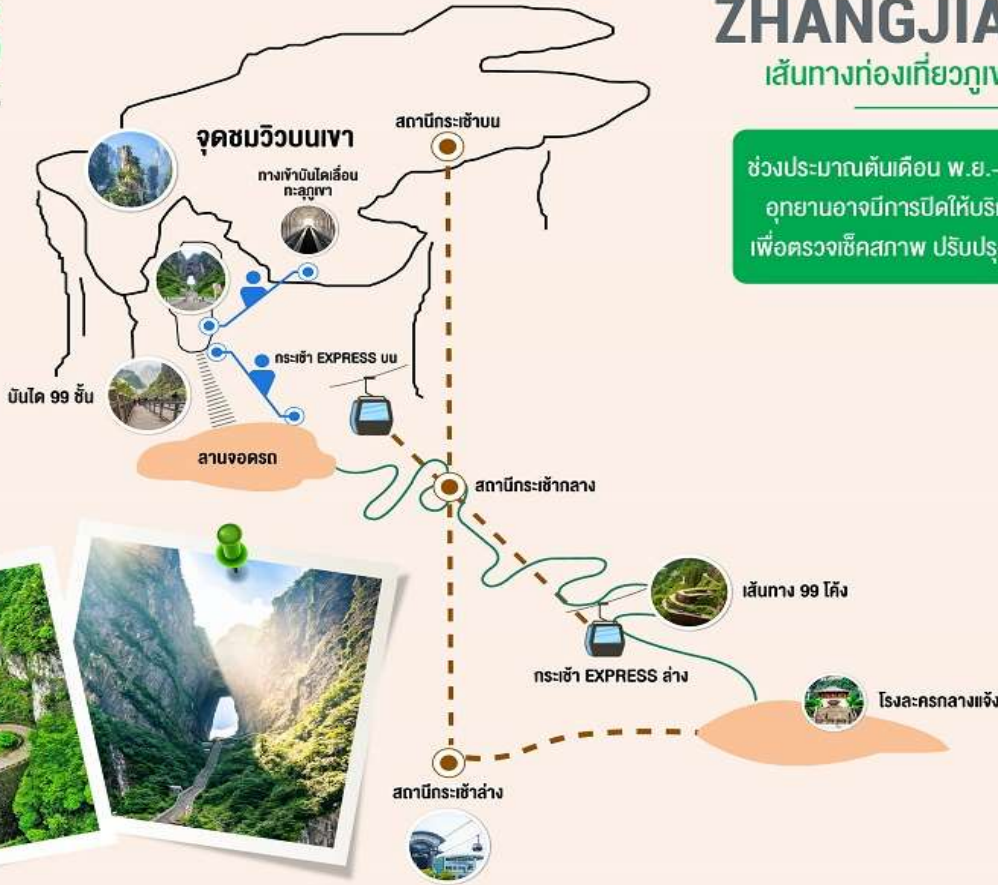 ZHANGJIA
เส้นทางท่องเที่ยวภูเ
ช่วงประมาณต้นเดือน พ.ย.-
อุทยานอาจมีการปิดให้บริ
เพื่อตรวจเช็คสภาพ ปรับปรุ
สถานีกระเช้าบน
จุดชมวิวบนเขา
ทางเข้าบันไดเลื่อน
ทะลุภูเขา
กระเช้า EXPRESS บน
บันได 99 ชั้น
ลานจอดรถ
สถานีกระเช้ากลาง
เส้นทาง 99 โค้ง
กระเช้า EXPRESS ล่าง
โรงละครกลางแจ้ง
สถานีกระเช้าล่าง